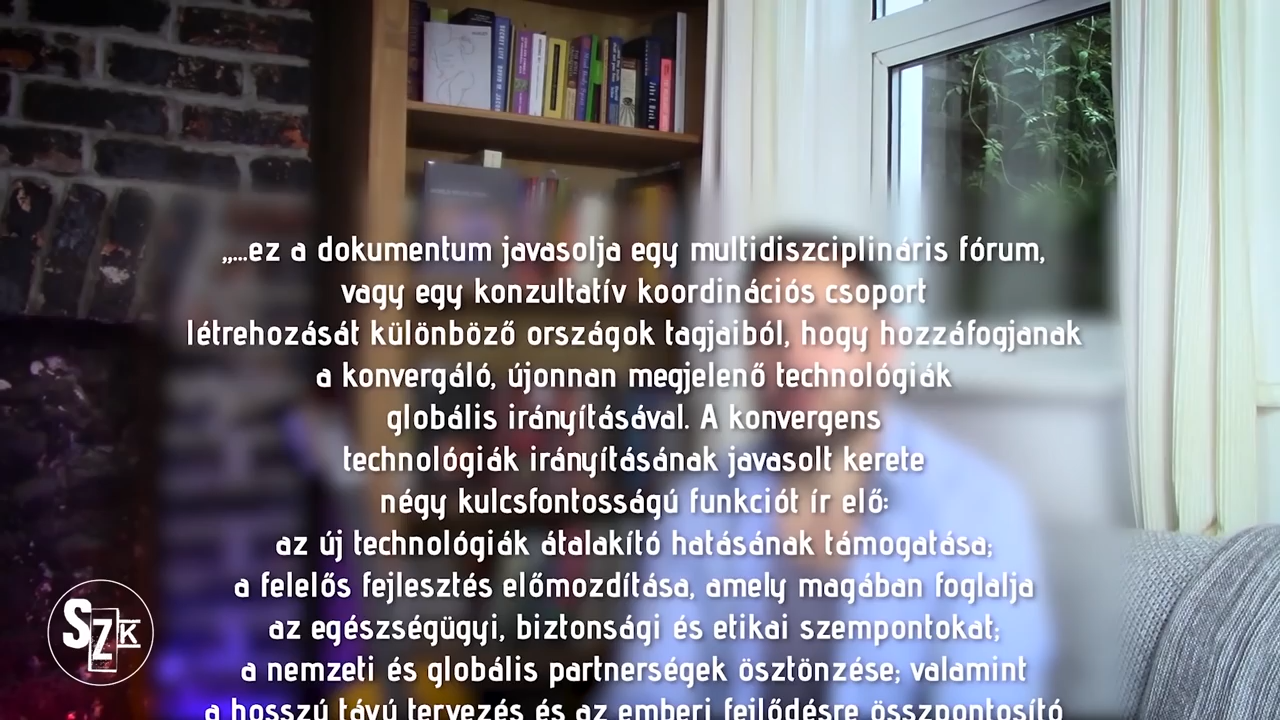 „...ez a dokumentum javasolja egy multidiszciplináris fórum,
vagy egy konzultatív koordinációs csoport
létrehozását különböző országok tagjaiból, hogy hozzáfogjanak
a konvergáló, újonnan megjelenő technológiák
globális irányításával. A konvergens
technológiák irányításának javasolt kerete
négy kulcsfontosságú funkciót ír elő:
az új technológiák átalakító hatásának támogatása;
a felelős fejlesztés előmozdítása, amely magában foglalja
az egészségügyi, biztonsági és etikai szempontokat;
a nemzeti és globális partnerségek ösztönzése; valamint
a hosszú távú tervezés és az emberi fejlődésre összpontosító
SZK